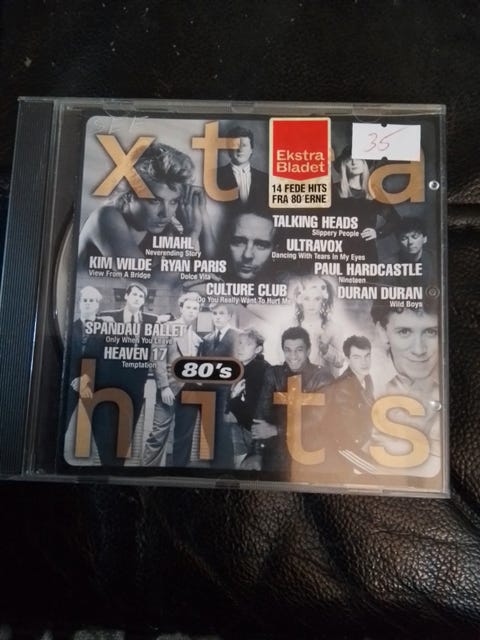 xtra
35
Ekstra
Bladet
14 FEDE HITS
FRA 80'ERNE
TALKING HEADS
Slippery People
LIMAHL
Neverending Story
ULTRAVOX
Dancing With Tears In My Eyes
KIM WILDE
View From A Bridge
RYAN PARIS
Dolce Vita
PAUL HARDCASTLE
Nineteen
CULTURE CLUB
Do You Really Want To Hurt Me
DURAN DURAN
Wild Boys
SPANDAU BALLET
Only When You Leave
HEAVEN 17
Temptation
80's
hits